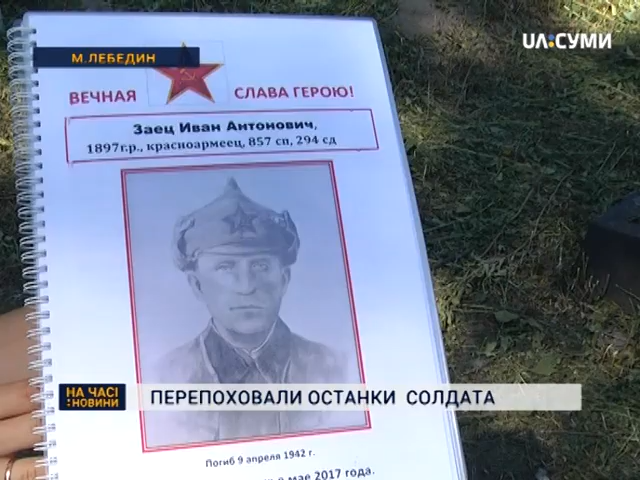 UA:СУМИ
М.ЛЕБЕДИН
ВЕЧНАЯ СЛАВА ГЕРОЮ!
Заец Иван Антонович,
1897г.р., красноармеец, 857 сп, 294 сд
НА ЧАСІ
:НОВИНИ
ПЕРЕПОХОВАЛИ ОСТАНКИ СОЛДАТА
Погиб 9 апреля 1942 г.
мае 2017 года.